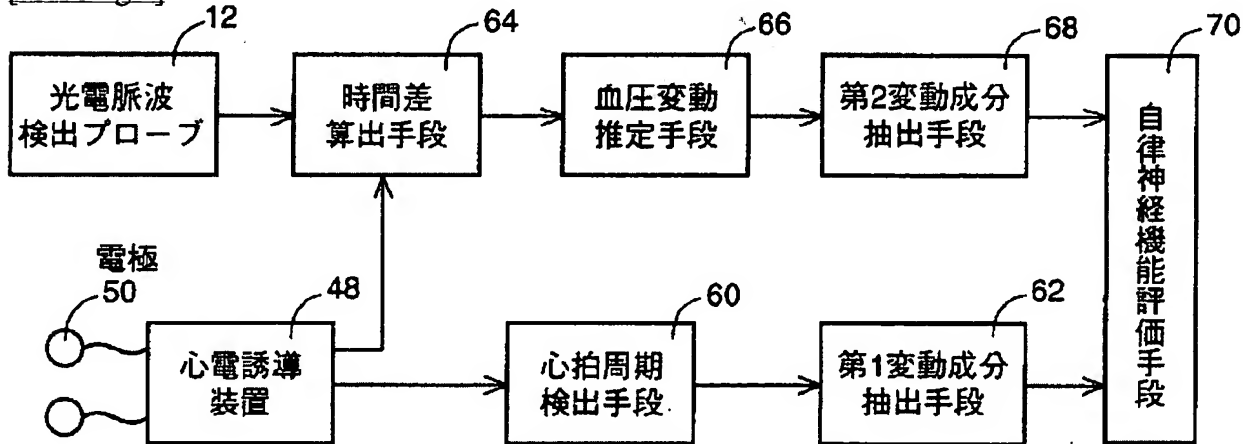 12
64
66
68
70
光電脈波
検出プローブ
時間差
算出手段
血圧変動
推定手段
第2変動成分
抽出手段
自律神経機能評価手段
電極
50
48
60
62
心電誘導
装置
心拍周期
検出手段
第1変動成分
抽出手段